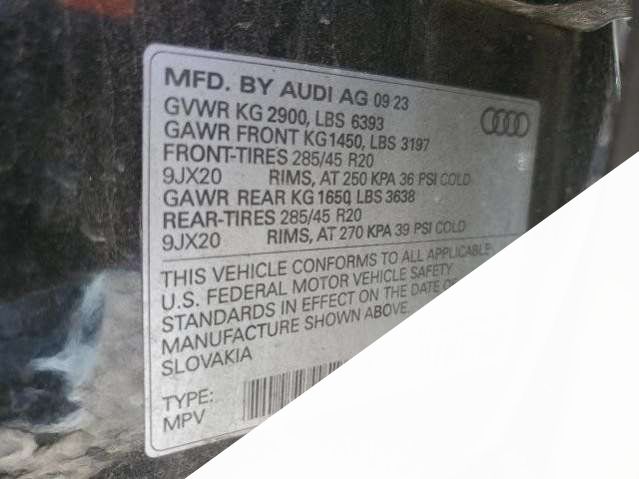 MFD. BY AUDI AG 09 23
GVWR KG 2900, LBS 6393
GAWR FRONT KG1450, LBS 3197
FRONT-TIRES 285/45 R20
9JX20 RIMS, AT 250 KPA 36 PSI COLD
GAWR REAR KG 1650, LBS 3638
REAR-TIRES 285/45 R20
9JX20 RIMS, AT 270 KPA 39 PSI COLD
THIS VEHICLE CONFORMS TO ALL APPLICABLE
U.S. FEDERAL MOTOR VEHICLE SAFETY
STANDARDS IN EFFECT ON THE DATE OF
MANUFACTURE SHOWN ABOVE.
SLOVAKIA
TYPE:
MPV